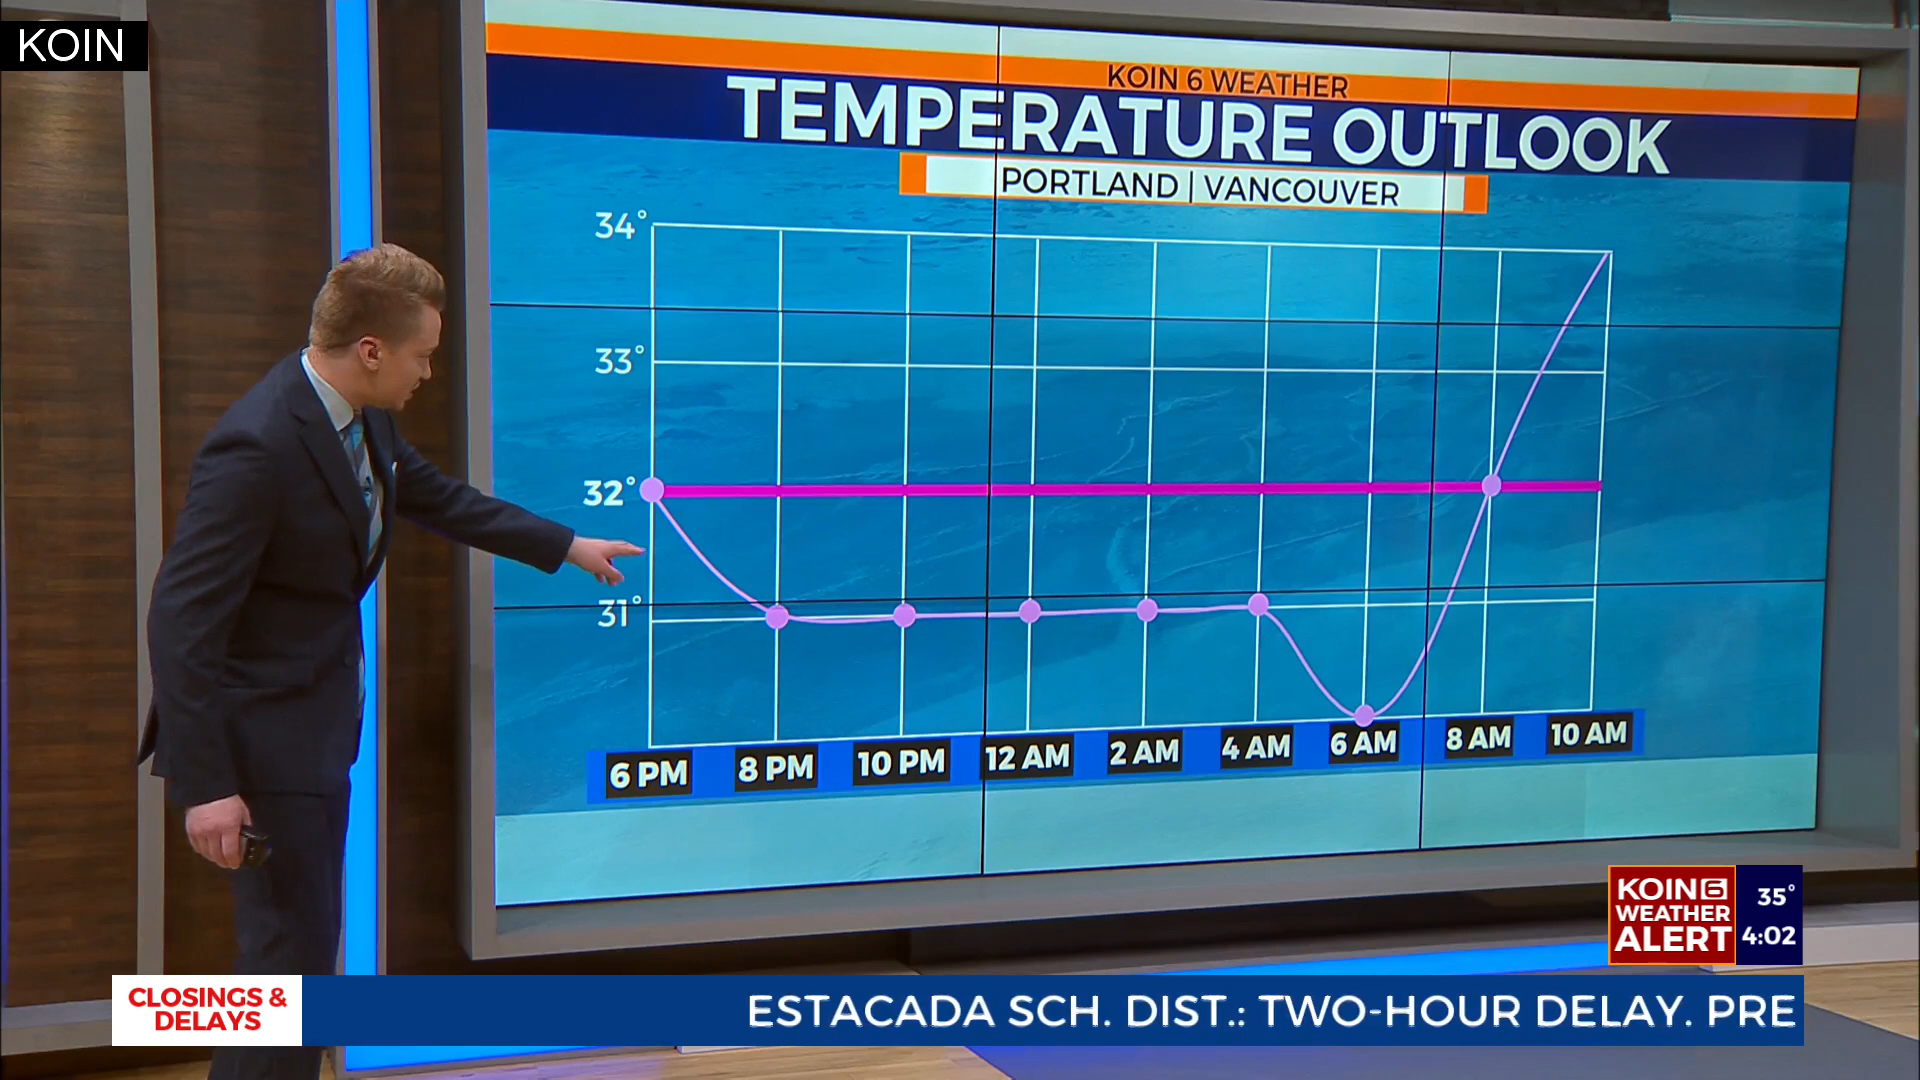 KOIN
KOIN 6 WEATHER
TEMPERATURE OUTLOOK
PORTLAND | VANCOUVER
34°
33°
32°
31°
6 PM 8 PM 10 PM 12 AM 2 AM 4 AM 6 AM 8 AM 10 AM
KOIN 6
WEATHER
ALERT
35°
4:02
CLOSINGS &
DELAYS
ESTACADA SCH. DIST.: TWO-HOUR DELAY. PRE